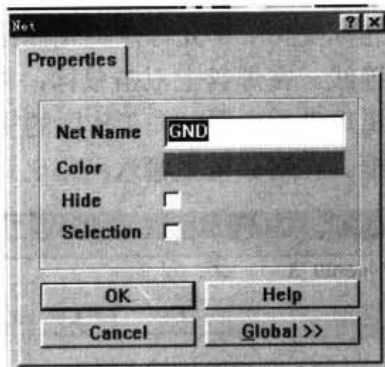 Net ? ×
Properties
Net Name GND
Color
Hide
Selection
OK Help
Cancel Global >>